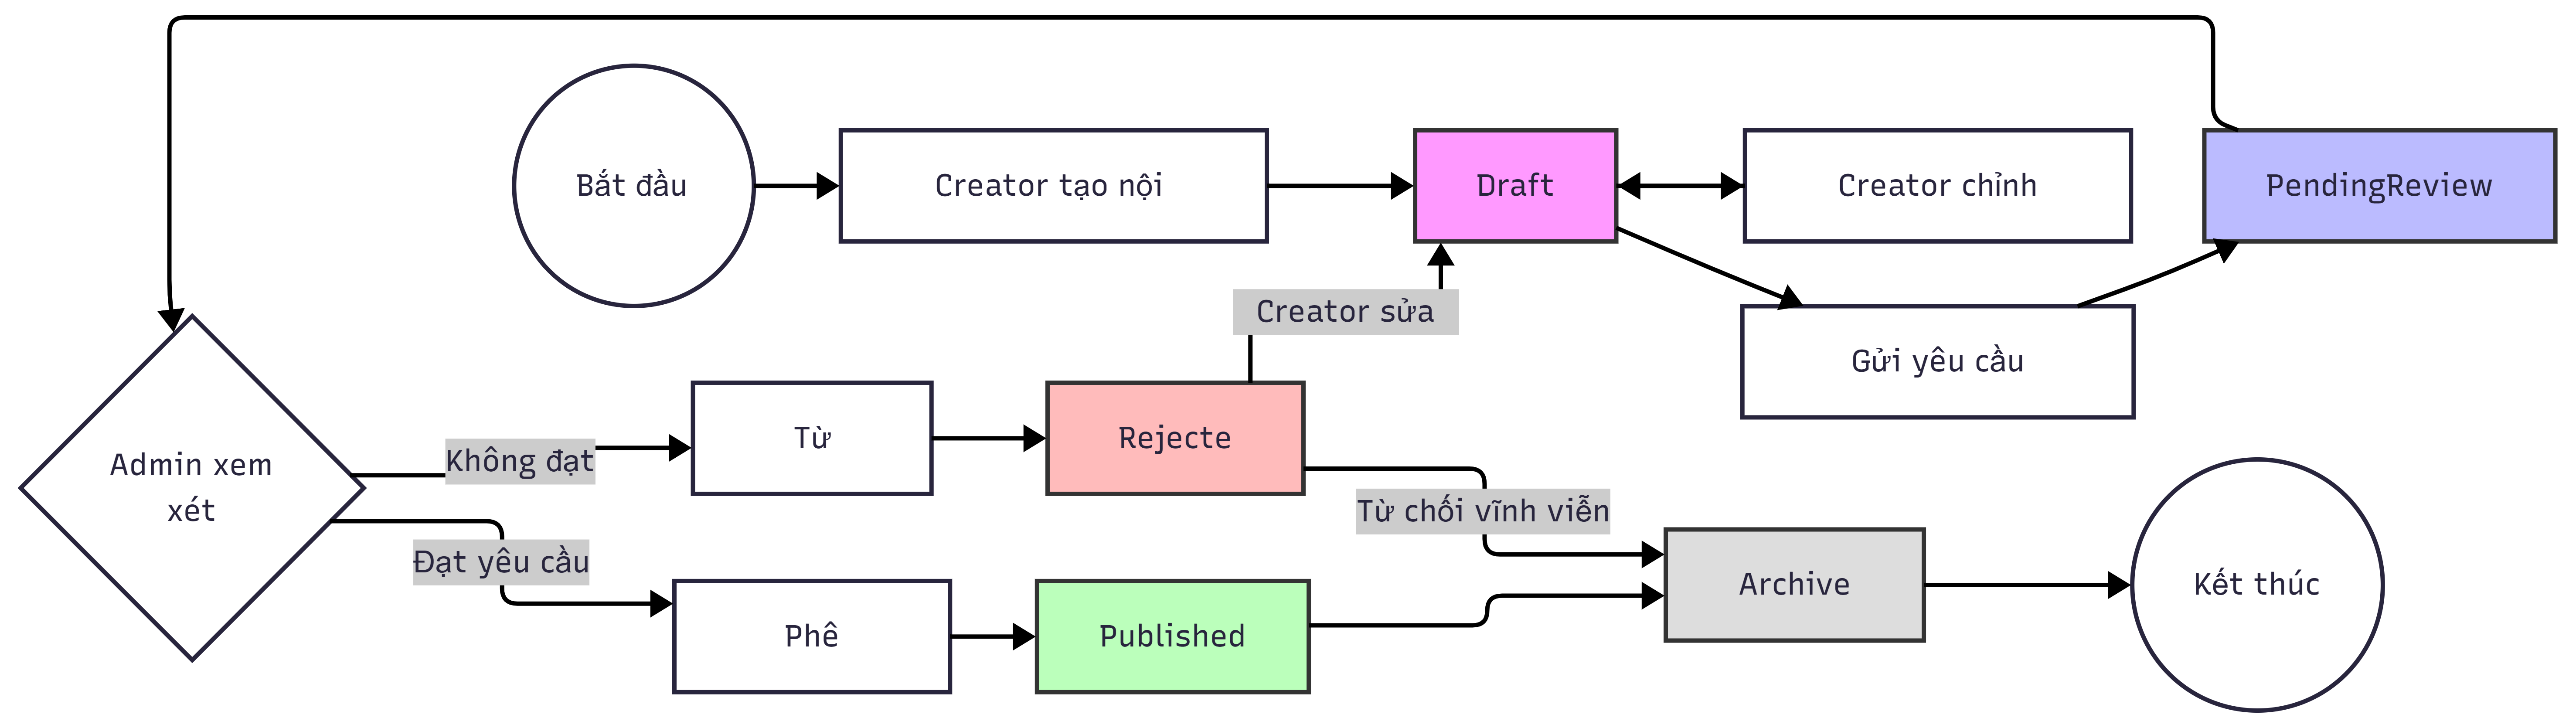 Bắt đầu
Creator tạo nội
Draft
Creator chỉnh
PendingReview
Creator sửa
Gửi yêu cầu
Admin xem
xét
Không đạt
Từ
Rejecte
Từ chối vĩnh viễn
Đạt yêu cầu
Phê
Published
Archive
Kết thúc